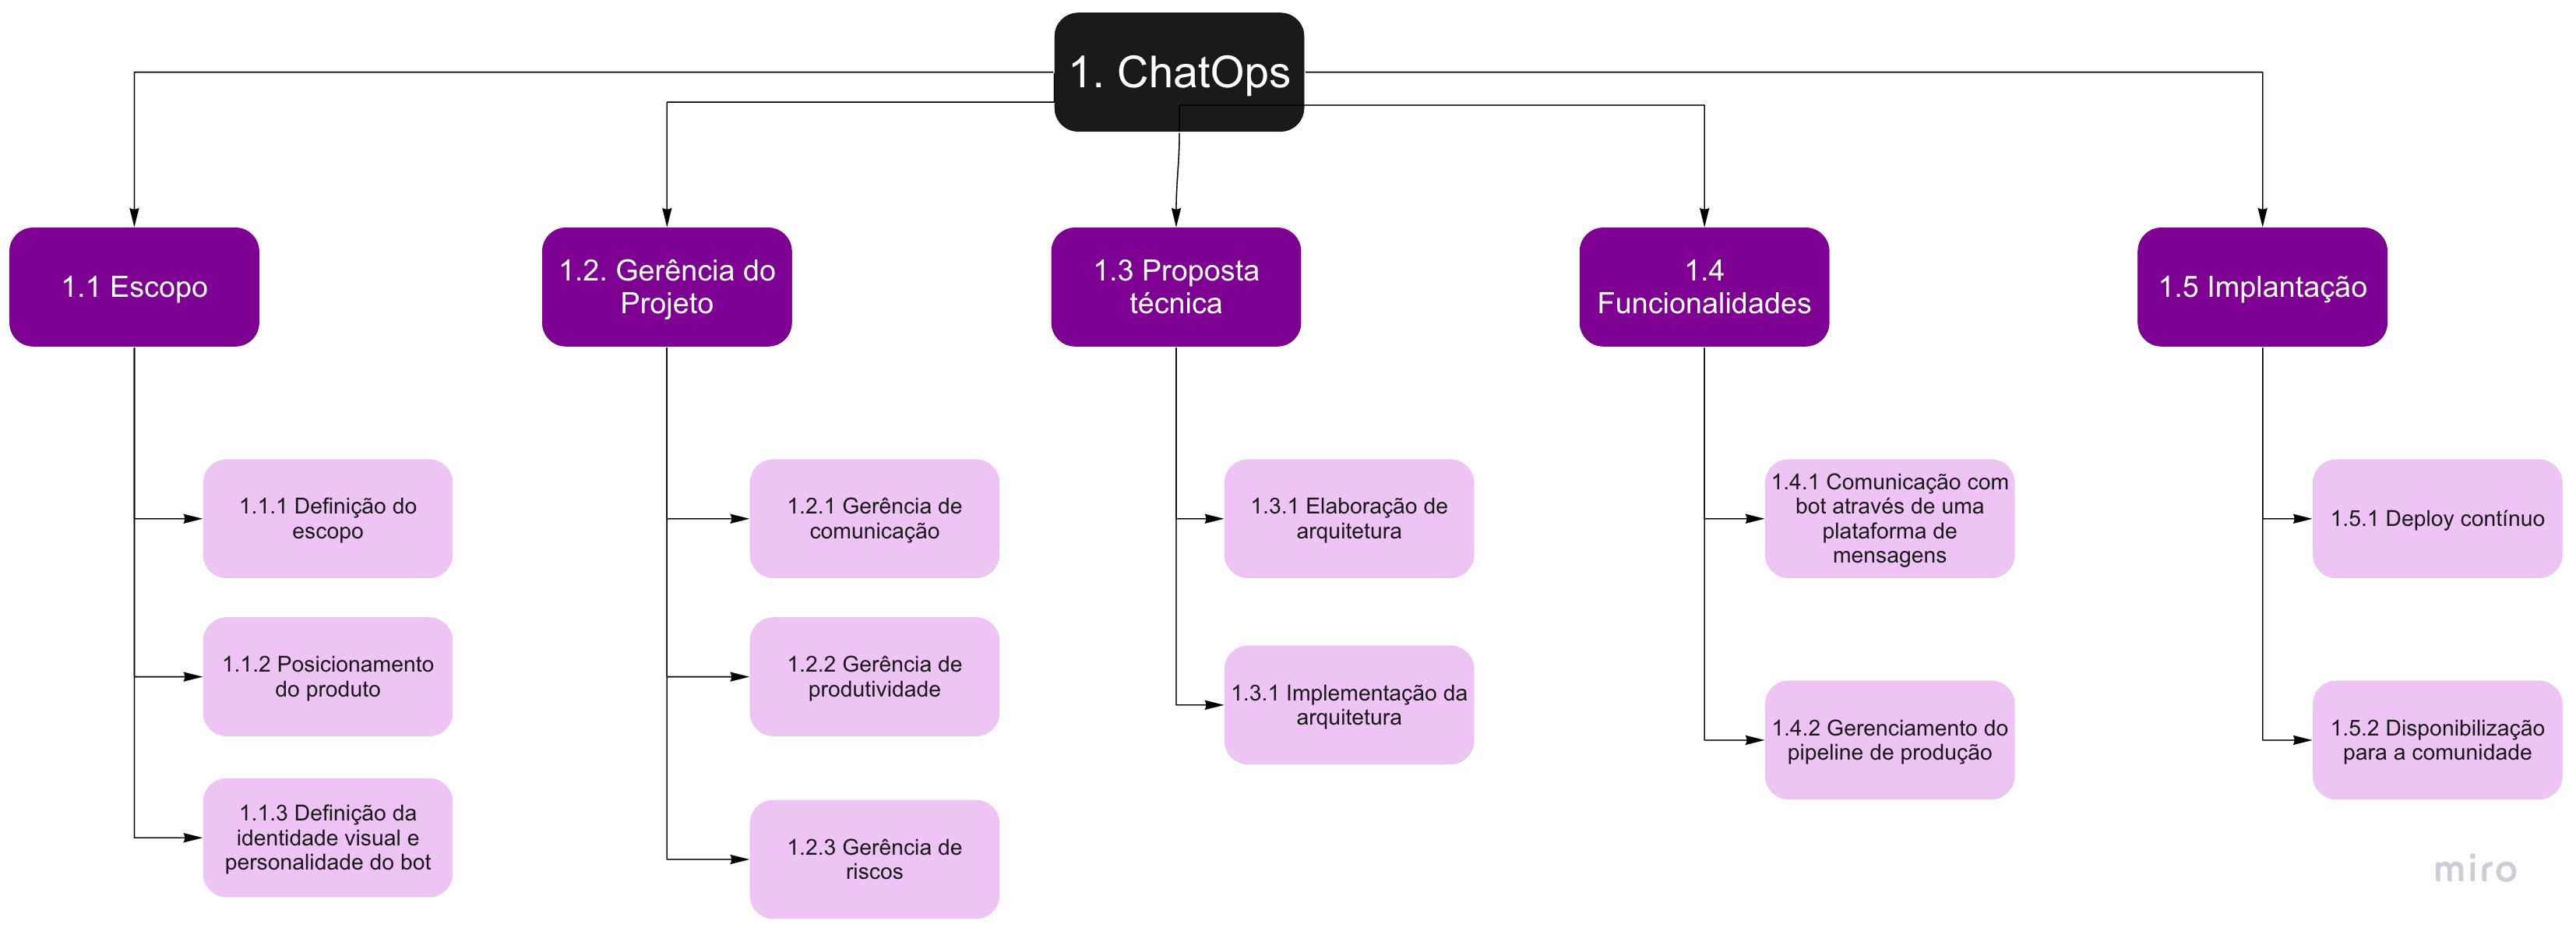 1. ChatOps
1.1 Escopo
1.2. Gerência do
Projeto
1.3 Proposta
técnica
1.4
Funcionalidades
1.5 Implantação
1.1.1 Definição do
escopo
1.1.2 Posicionamento
do produto
1.1.3 Definição da
identidade visual e
personalidade do bot
1.2.1 Gerência de
comunicação
1.2.2 Gerência de
produtividade
1.2.3 Gerência de
riscos
1.3.1 Elaboração de
arquitetura
1.3.1 Implementação da
arquitetura
1.4.1 Comunicação com
bot através de uma
plataforma de
mensagens
1.4.2 Gerenciamento do
pipeline de produção
1.5.1 Deploy contínuo
1.5.2 Disponibilização
para a comunidade
miro